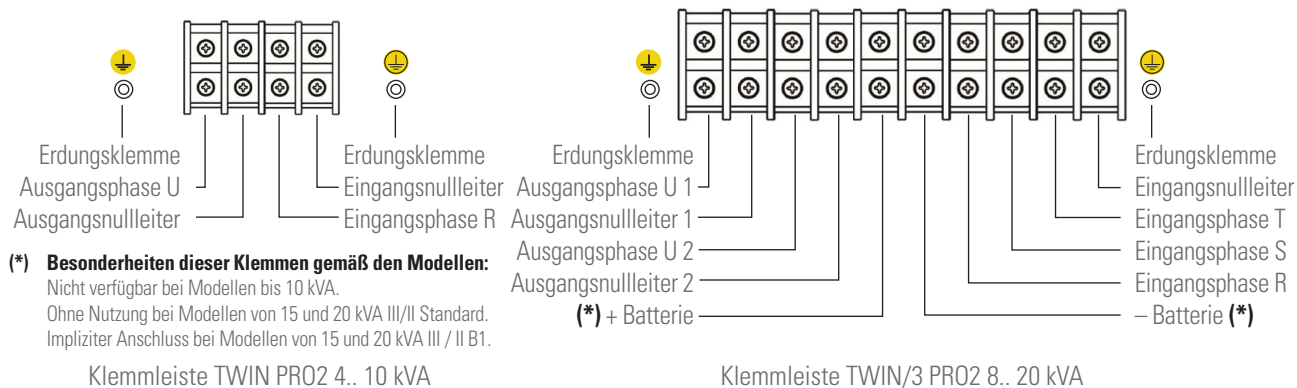 Erdungsklemme
Ausgangsphase U
Ausgangsnullleiter
Erdungsklemme
Eingangsnullleiter
Eingangsphase R
(*) Besonderheiten dieser Klemmen gemäß den Modellen:
Nicht verfügbar bei Modellen bis 10 kVA.
Ohne Nutzung bei Modellen von 15 und 20 kVA III/II Standard.
Impliziter Anschluss bei Modellen von 15 und 20 kVA III / II B1.
Klemmleiste TWIN PRO2 4.. 10 kVA
Erdungsklemme
Ausgangsphase U 1
Ausgangsnullleiter 1
Ausgangsphase U 2
Ausgangsnullleiter 2
(*) + Batterie
Erdungsklemme
Eingangsnullleiter
Eingangsphase T
Eingangsphase S
Eingangsphase R
– Batterie (*)
Klemmleiste TWIN/3 PRO2 8.. 20 kVA